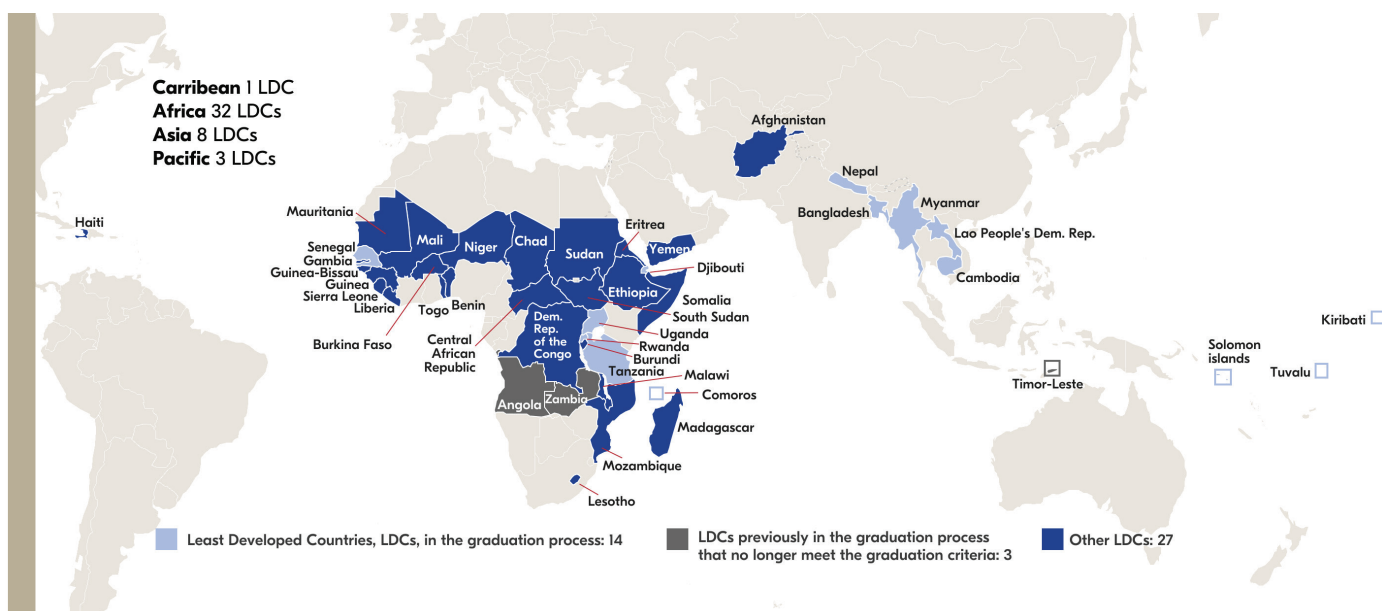 Carribean 1 LDC
Africa 32 LDCs
Asia 8 LDCs
Pacific 3 LDCs
Afghanistan
Nepal
Myanmar
Bangladesh
Lao People's Dem. Rep.
Cambodia
Haiti
Mauritania
Mali
Niger
Chad
Sudan
Eritrea
Yemen
Senegal
Gambia
Guinea-Bissau
Guinea
Sierra Leone
Liberia
Togo
Benin
Burkina Faso
Djibouti
Ethiopia
Somalia
South Sudan
Uganda
Rwanda
Burundi
Tanzania
Central
African
Republic
Dem.
Rep.
of the
Congo
Malawi
Comoros
Angola
Zambia
Madagascar
Mozambique
Lesotho
Kiribati
Solomon
islands
Tuvalu
Timor-Leste
Least Developed Countries, LDCs, in the graduation process: 14
LDCs previously in the graduation process
that no longer meet the graduation criteria: 3
Other LDCs: 27